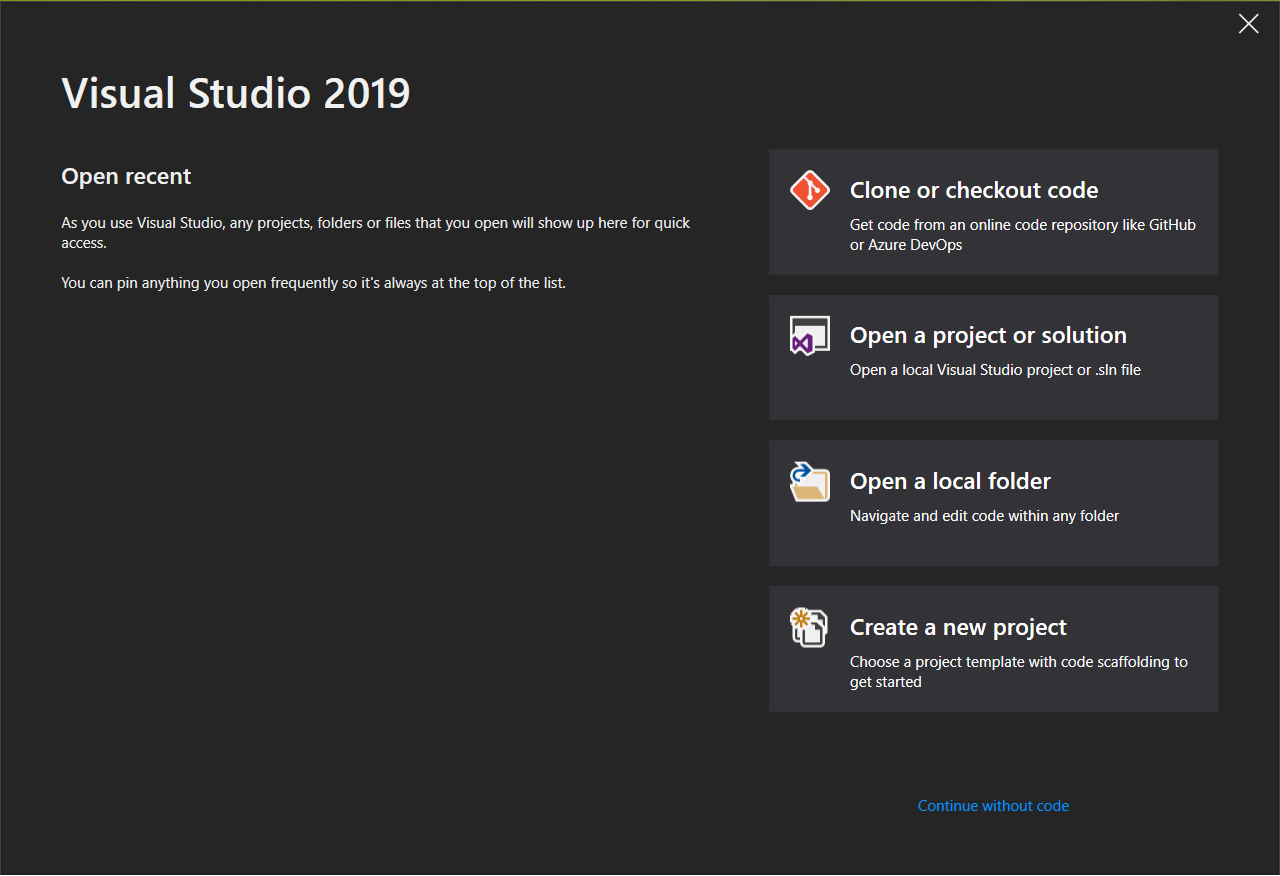 Visual Studio 2019
Open recent
As you use Visual Studio, any projects, folders or files that you open will show up here for quick
access.
You can pin anything you open frequently so it's always at the top of the list.
Clone or checkout code
Get code from an online code repository like GitHub
or Azure DevOps
Open a project or solution
Open a local Visual Studio project or .sln file
Open a local folder
Navigate and edit code within any folder
Create a new project
Choose a project template with code scaffolding to
get started
Continue without code